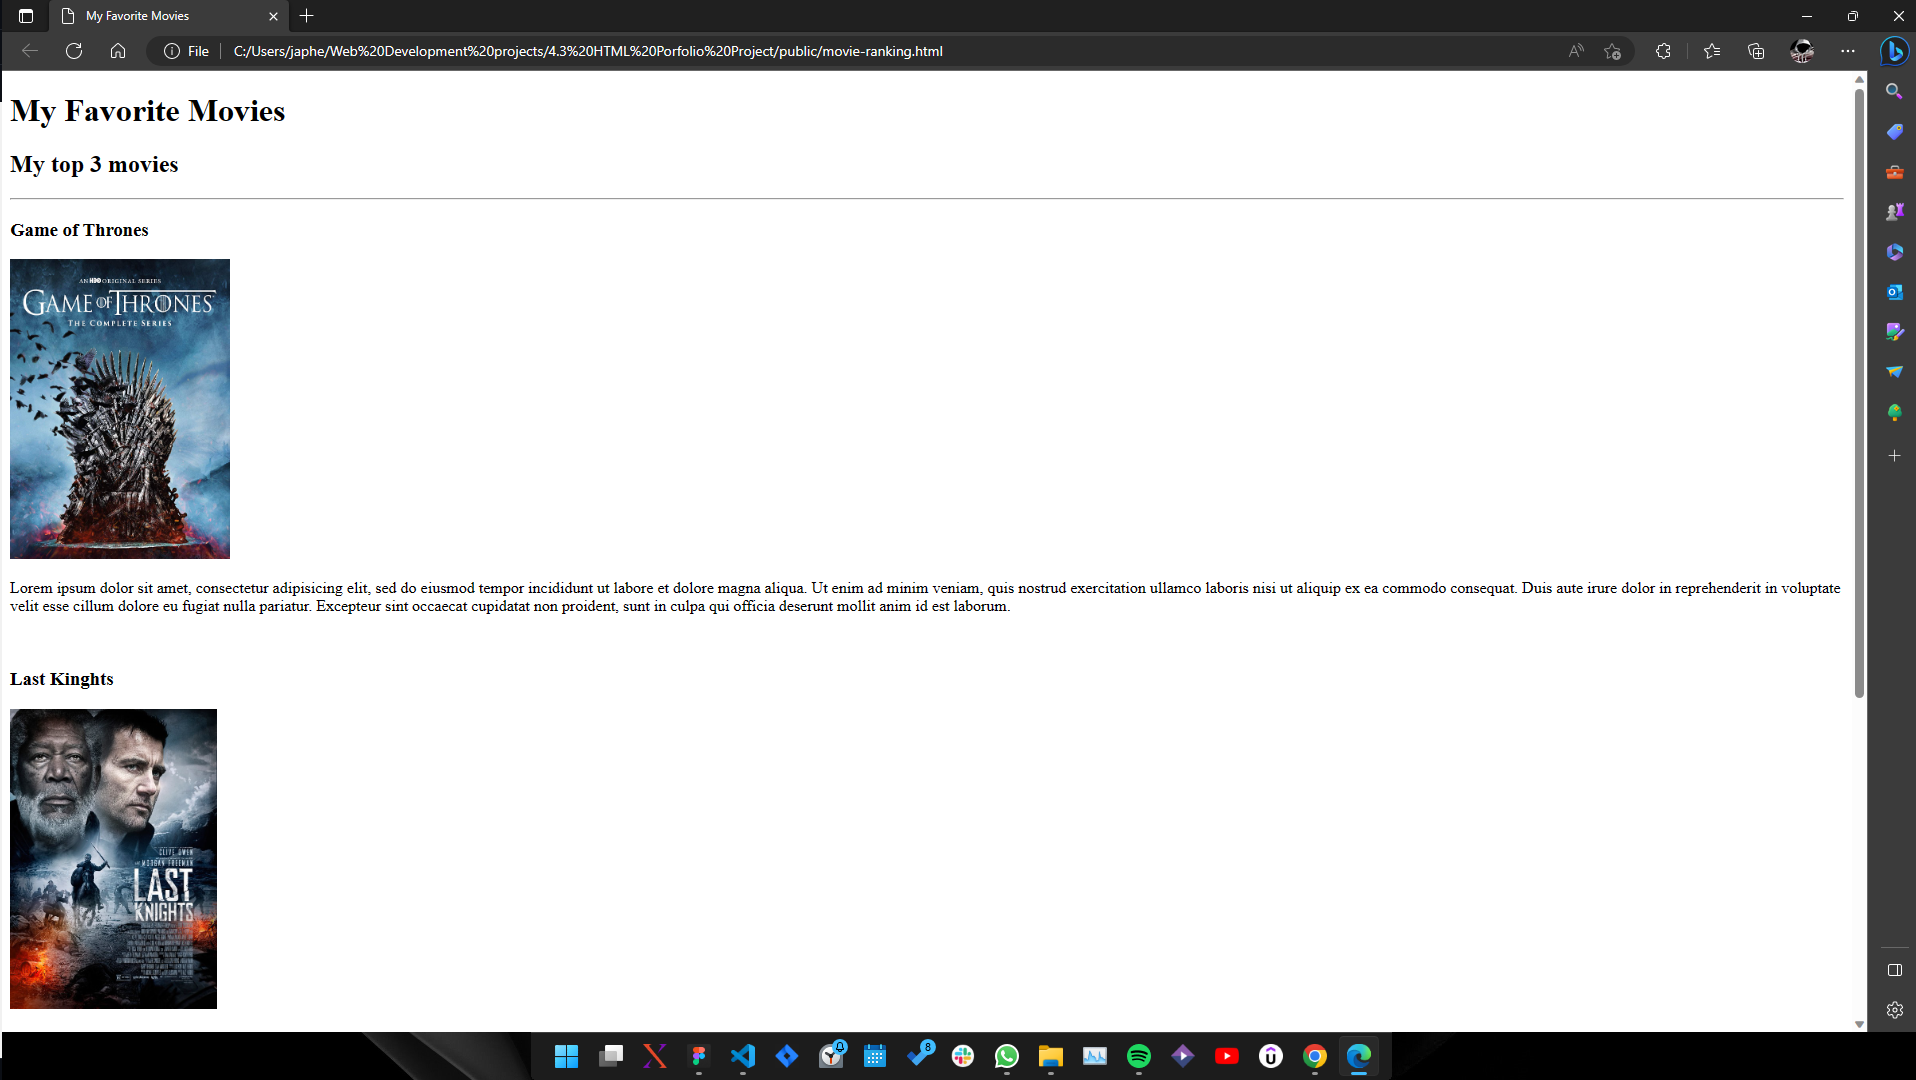 My Favorite Movies
File
C:/Users/japhe/Web%20Development%20projects/4.3%20HTML%20Porfolio%20Project/public/movie-ranking.html
My Favorite Movies
My top 3 movies
Game of Thrones
AN HBO ORIGINAL SERIES
GAME OF THRONES
THE COMPLETE SERIES
Lorem ipsum dolor sit amet, consectetur adipisicing elit, sed do eiusmod tempor incididunt ut labore et dolore magna aliqua. Ut enim ad minim veniam, quis nostrud exercitation ullamco laboris nisi ut aliquip ex ea commodo consequat. Duis aute irure dolor in reprehenderit in voluptate
velit esse cillum dolore eu fugiat nulla pariatur. Excepteur sint occaecat cupidatat non proident, sunt in culpa qui officia deserunt mollit anim id est laborum.
Last Kinghts
CLIVE OWEN
MORGAN FREEMAN
LAST
KNIGHTS
8